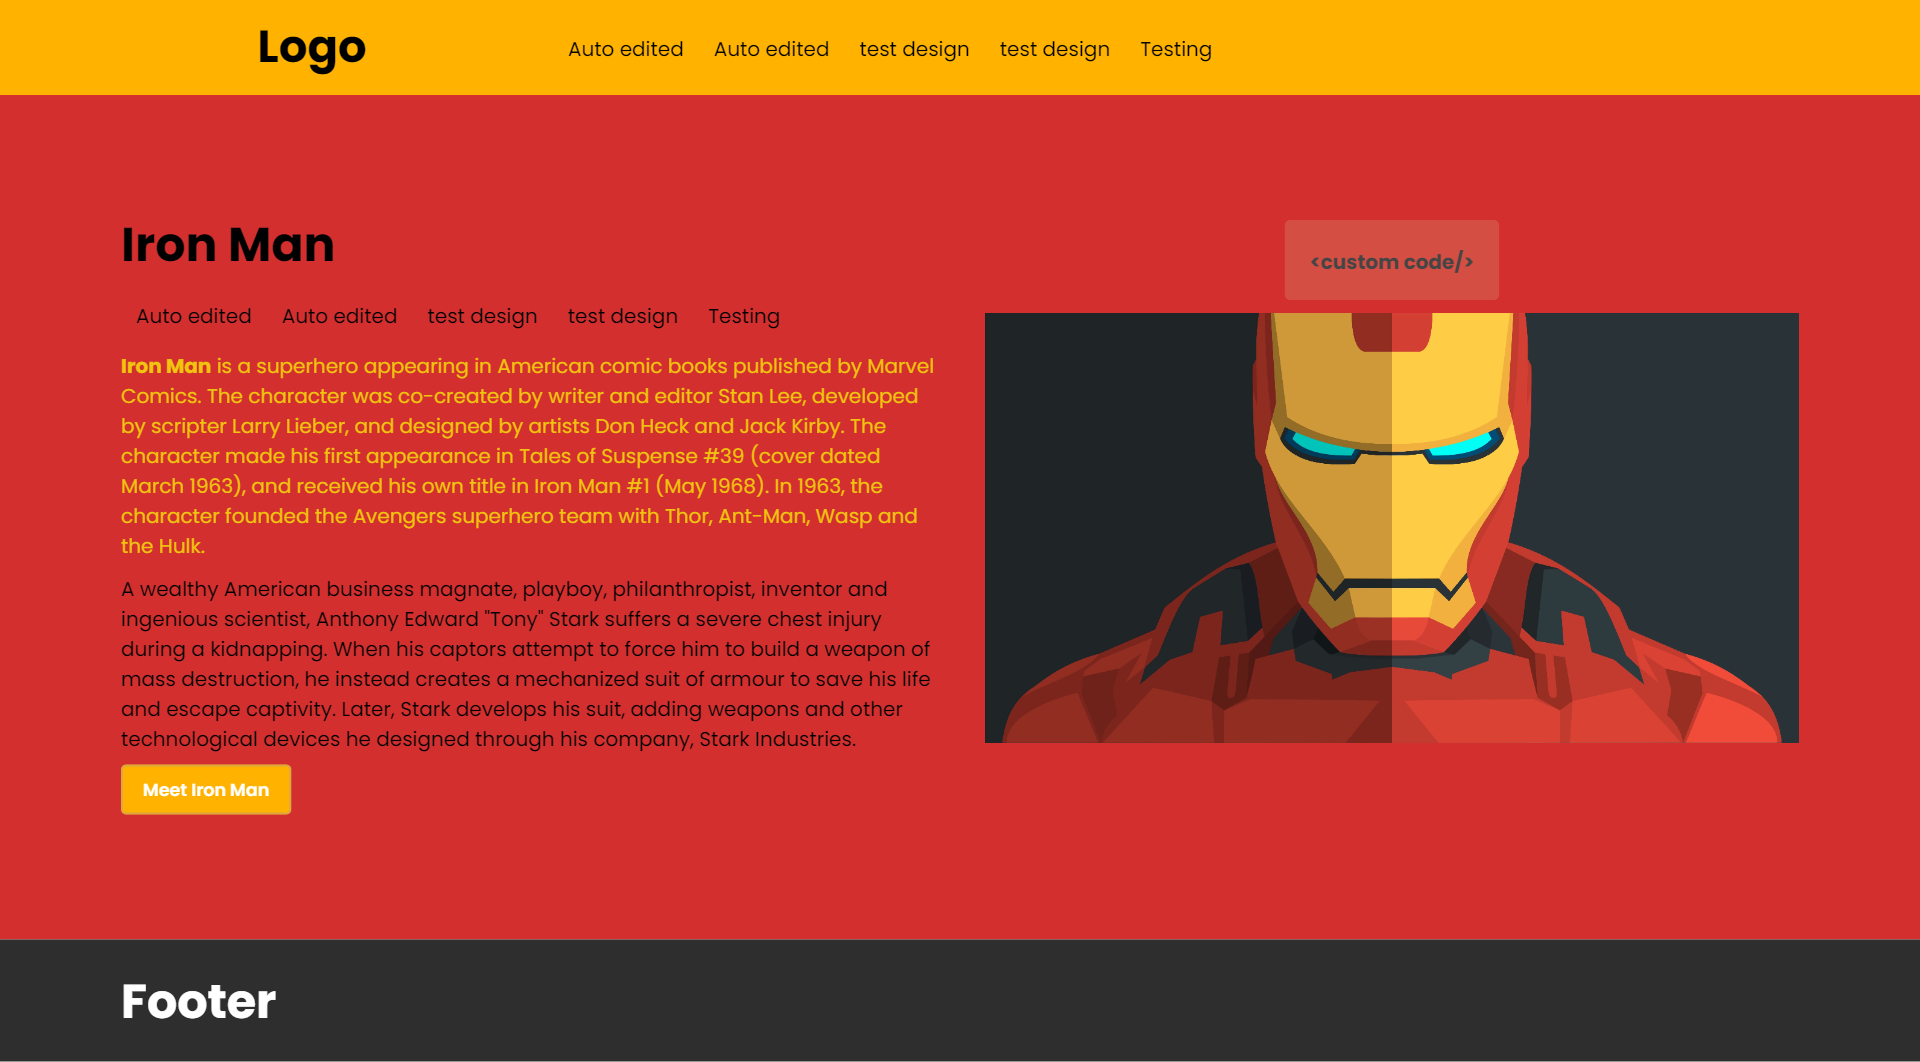 Logo
Auto edited Auto edited test design test design Testing
Iron Man
Auto edited Auto edited test design test design Testing
Iron Man is a superhero appearing in American comic books published by Marvel
Comics. The character was co-created by writer and editor Stan Lee, developed
by scripter Larry Lieber, and designed by artists Don Heck and Jack Kirby. The
character made his first appearance in Tales of Suspense #39 (cover dated
March 1963), and received his own title in Iron Man #1 (May 1968). In 1963, the
character founded the Avengers superhero team with Thor, Ant-Man, Wasp and
the Hulk.
A wealthy American business magnate, playboy, philanthropist, inventor and
ingenious scientist, Anthony Edward "Tony" Stark suffers a severe chest injury
during a kidnapping. When his captors attempt to force him to build a weapon of
mass destruction, he instead creates a mechanized suit of armour to save his life
and escape captivity. Later, Stark develops his suit, adding weapons and other
technological devices he designed through his company, Stark Industries.
Meet Iron Man
<custom code/>
Footer